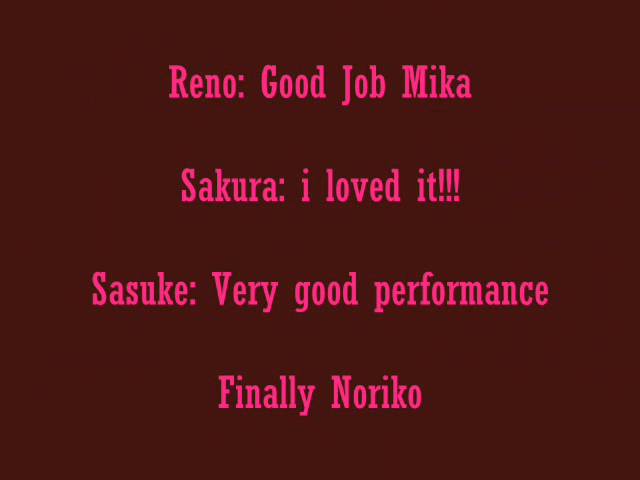 Reno: Good Job Mika
Sakura: i loved it!!!
Sasuke: Very good performance
Finally Noriko